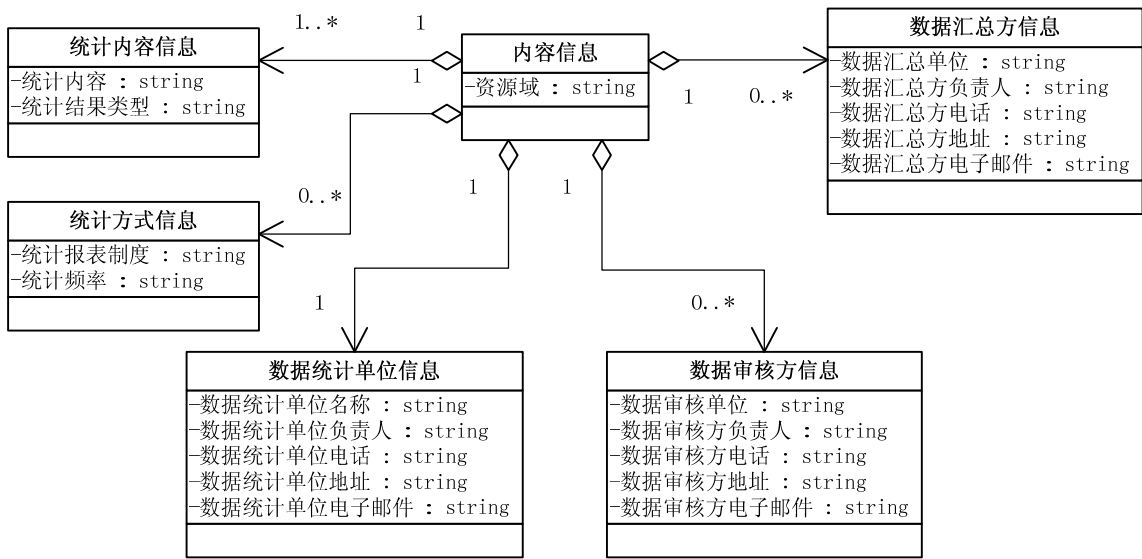 统计内容信息
-统计内容 : string
-统计结果类型 : string
1..*
1
内容信息
-资源域 : string
1
1
0..*
数据汇总方信息
-数据汇总单位 : string
-数据汇总方负责人 : string
-数据汇总方电话 : string
-数据汇总方地址 : string
-数据汇总方电子邮件 : string
统计方式信息
-统计报表制度 : string
-统计频率 : string
0..*
1
1
1
0..*
数据统计单位信息
-数据统计单位名称 : string
-数据统计单位负责人 : string
-数据统计单位电话 : string
-数据统计单位地址 : string
-数据统计单位电子邮件 : string
数据审核方信息
-数据审核单位 : string
-数据审核方负责人 : string
-数据审核方电话 : string
-数据审核方地址 : string
-数据审核方电子邮件 : string